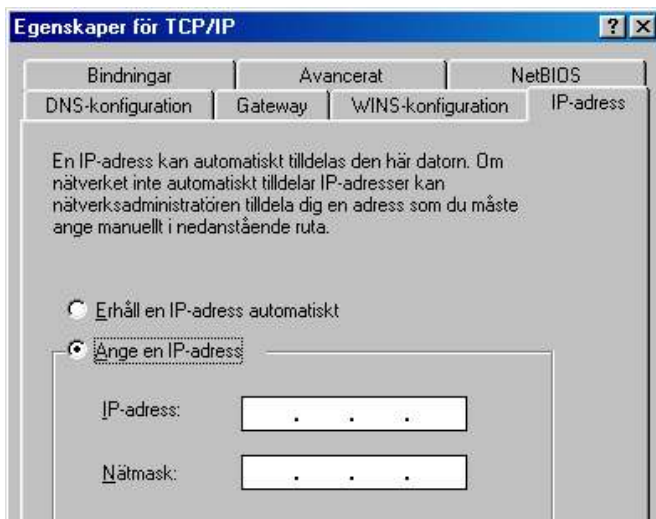 Egenskaper för TCP/IP
Bindningar Avancerat NetBIOS
DNS-konfiguration Gateway WINS-konfiguration IP-adress
En IP-adress kan automatiskt tilldelas den här datorn. Om
nätverket inte automatiskt tilldelar IP-adresser kan
nätverksadministratören tilldela dig en adress som du måste
ange manuellt i nedanstående ruta.
Erhåll en IP-adress automatiskt
Ange en IP-adress
IP-adress: . . .
Nätmask: . . .